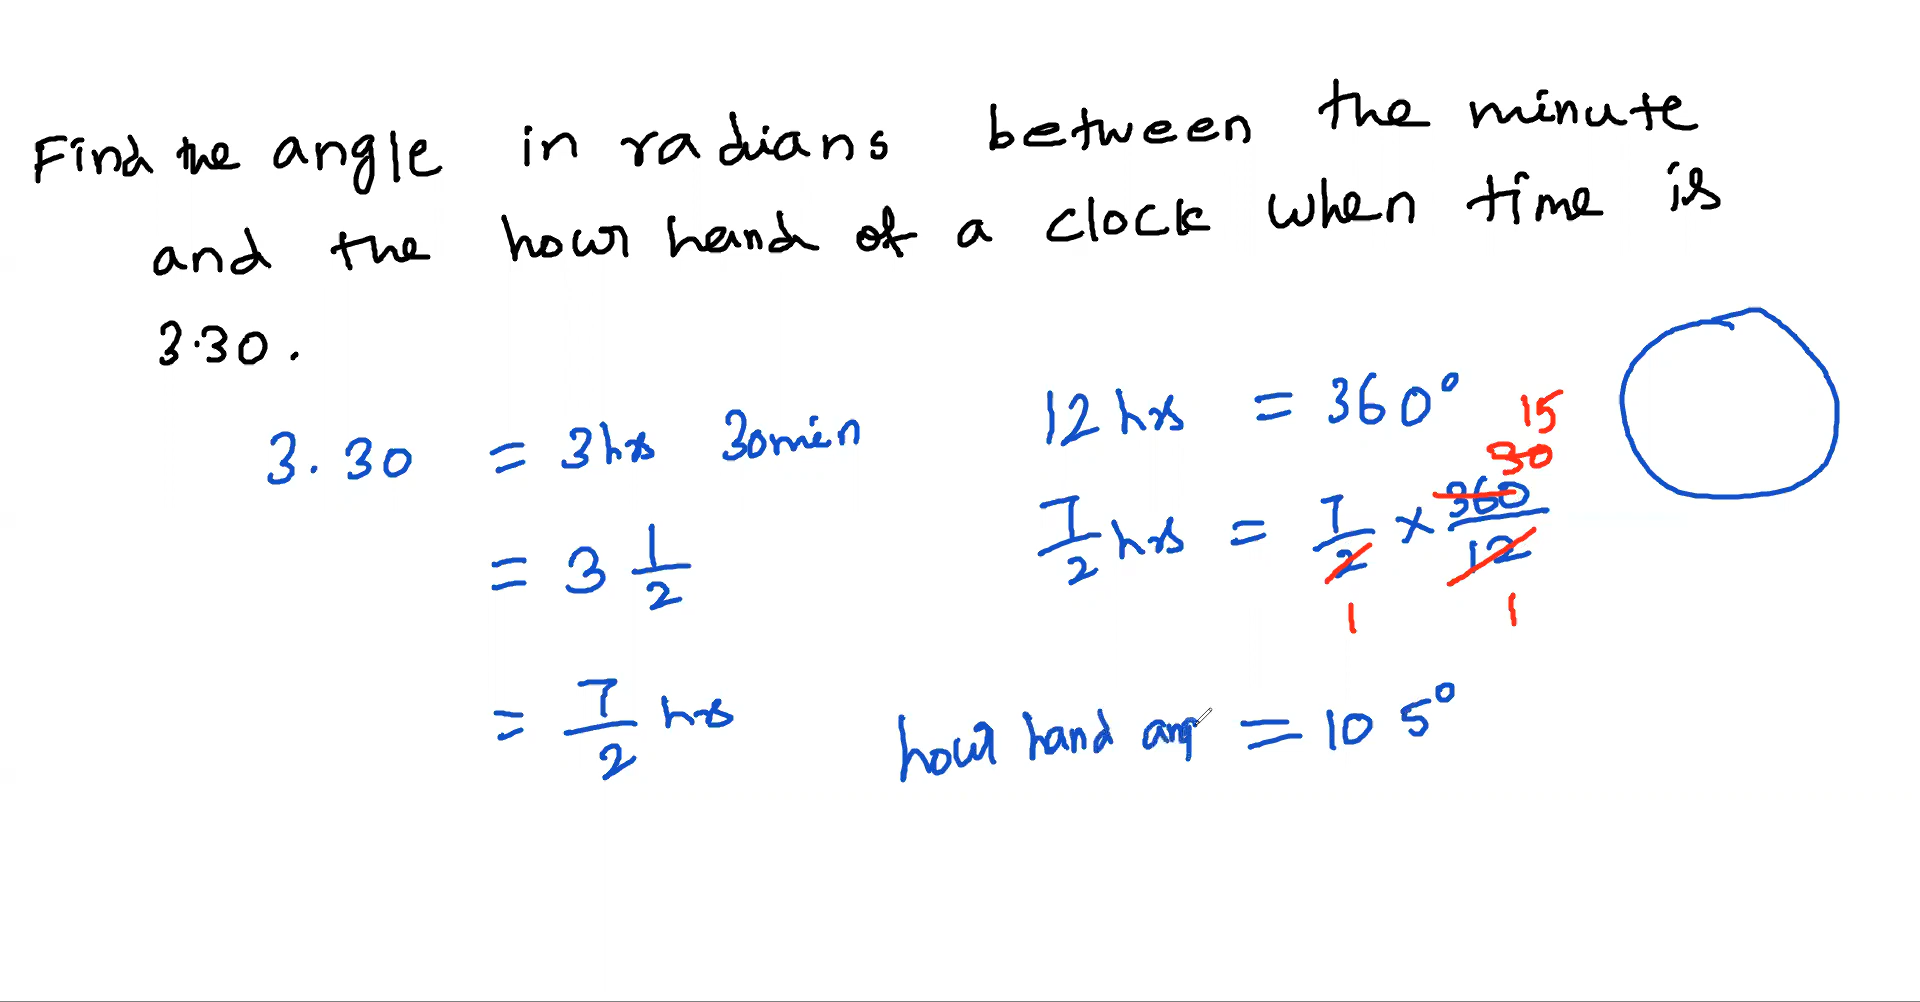 Find the angle in radians between the minute
and the hour hand of a clock when time is
3.30.
3.30 = 3hrs 30min
= 3 1/2
= 7/2 hrs
12 hrs = 360°
7/2 hrs = 7/2 × 360/12
15
30
1 1
hour hand ang = 105°